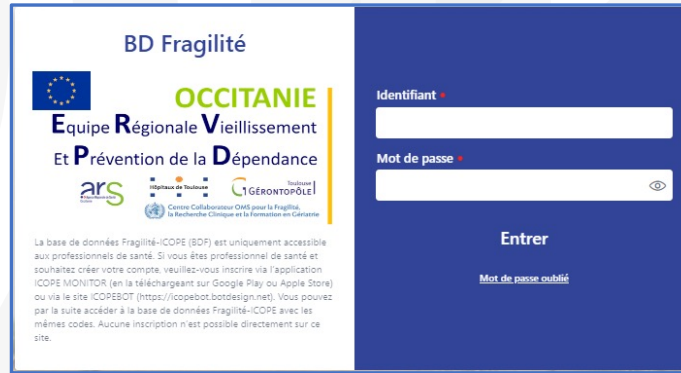 BD Fragilité
OCCITANIE
Equipe Régionale Vieillissement
Et Prévention de la Dépendance
ars
Hôpitaux de Toulouse
Toulouse
GÉRONTOPÔLE
Centre Collaborateur OMS pour la Fragilité,
la Recherche Clinique et la Formation en Gériatrie
La base de données Fragilité-ICOPE (BDF) est uniquement accessible
aux professionnels de santé. Si vous êtes professionnel de santé et
souhaitez créer votre compte, veuillez-vous inscrire via l'application
ICOPE MONITOR (en la téléchargeant sur Google Play ou Apple Store)
ou via le site ICOPEBOT (https://icopebot.botdesign.net). Vous pouvez
par la suite accéder à la base de données Fragilité-ICOPE avec les
mêmes codes. Aucune inscription n'est possible directement sur ce
site.
Identifiant •
Mot de passe •
Entrer
Mot de passe oublié